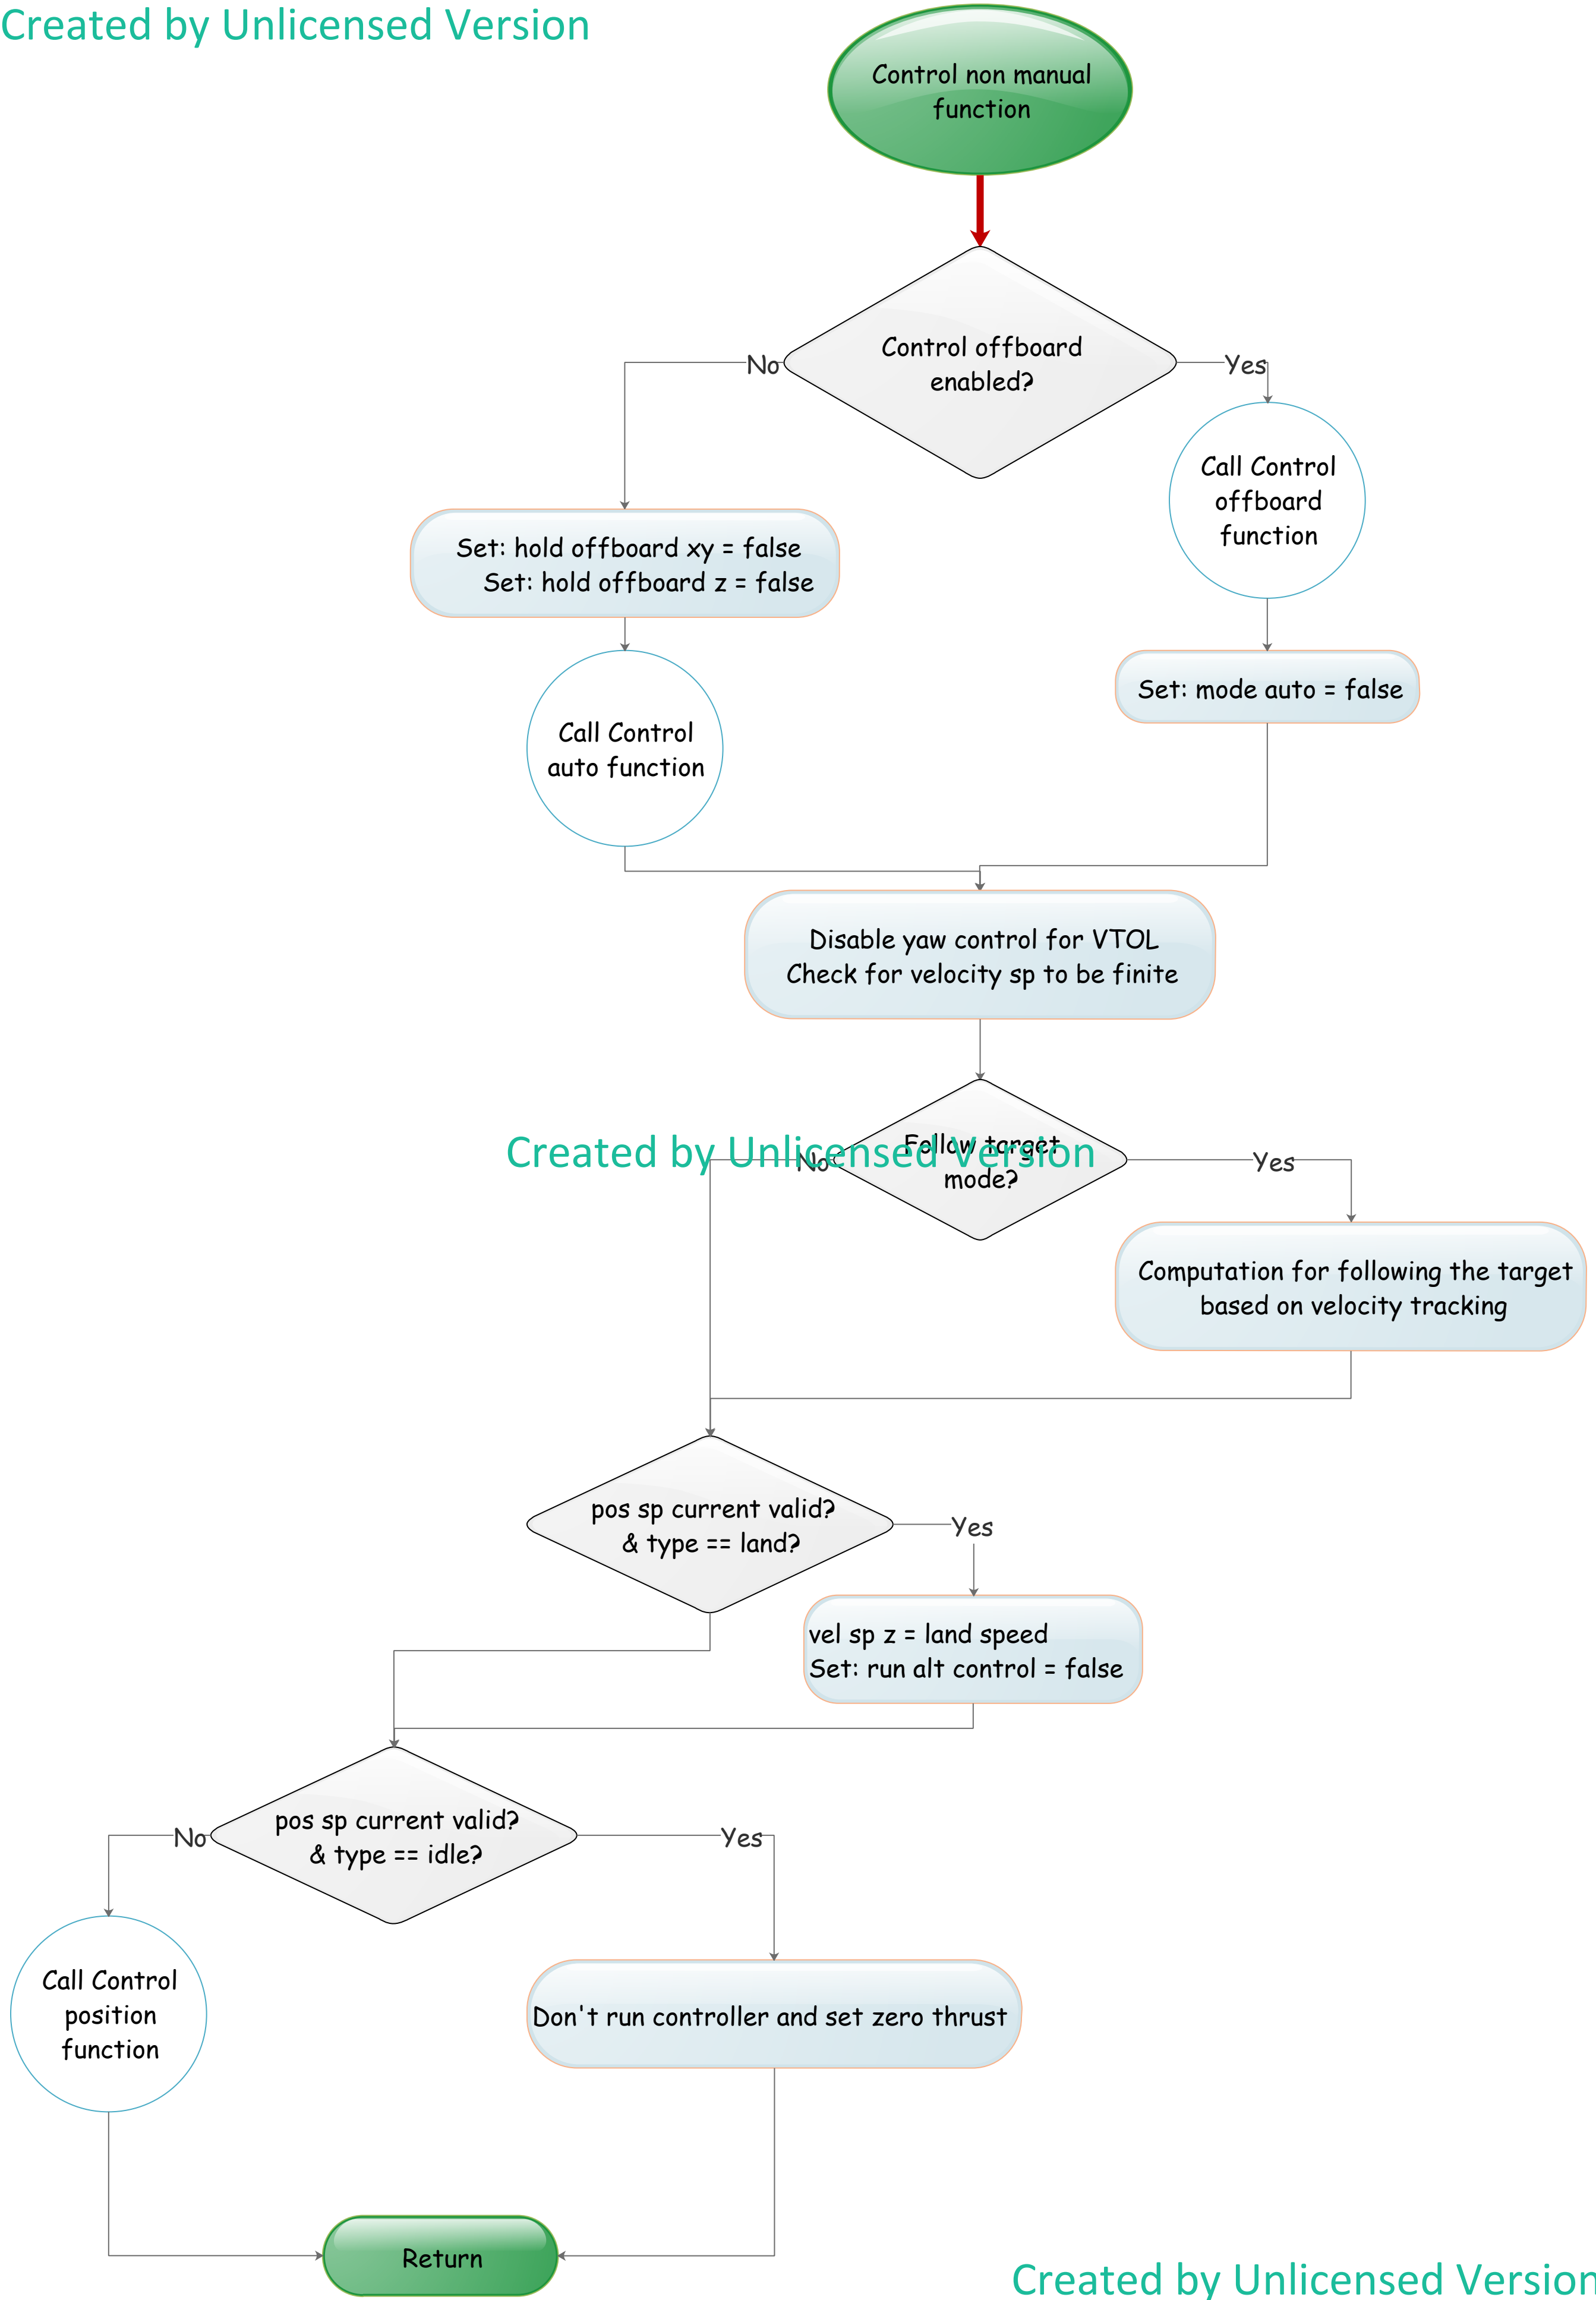 Created by Unlicensed Version
Control non manual
function
Control offboard
enabled?
No
Yes
Call Control
offboard
function
Set: hold offboard xy = false
Set: hold offboard z = false
Set: mode auto = false
Call Control
auto function
Disable yaw control for VTOL
Check for velocity sp to be finite
Created by Unlicensed Version
Follow target
mode?
No
Yes
Computation for following the target
based on velocity tracking
pos sp current valid?
& type == land?
Yes
vel sp z = land speed
Set: run alt control = false
pos sp current valid?
& type == idle?
No
Yes
Call Control
position
function
Don't run controller and set zero thrust
Return
Created by Unlicensed Version